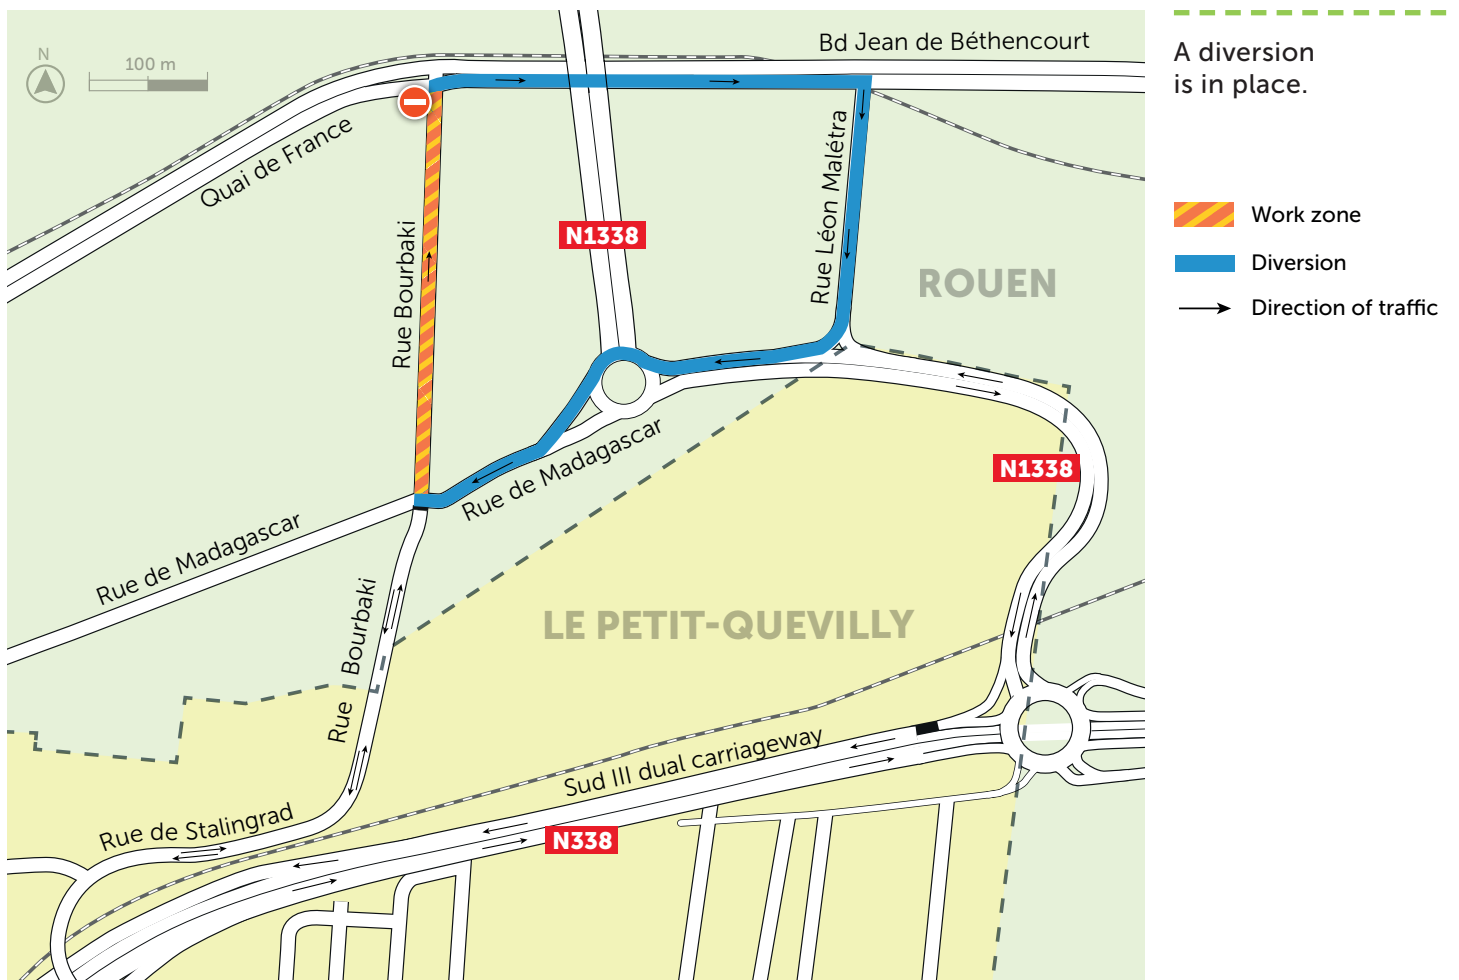 N
100 m
Bd Jean de Béthencourt
A diversion
is in place.
Quai de France
Rue Bourbaki
N1338
Rue Léon Malétra
ROUEN
Work zone
Diversion
Direction of traffic
N1338
Rue de Madagascar
Rue de Madagascar
Rue Bourbaki
LE PETIT-QUEVILLY
Sud III dual carriageway
Rue de Stalingrad
N338